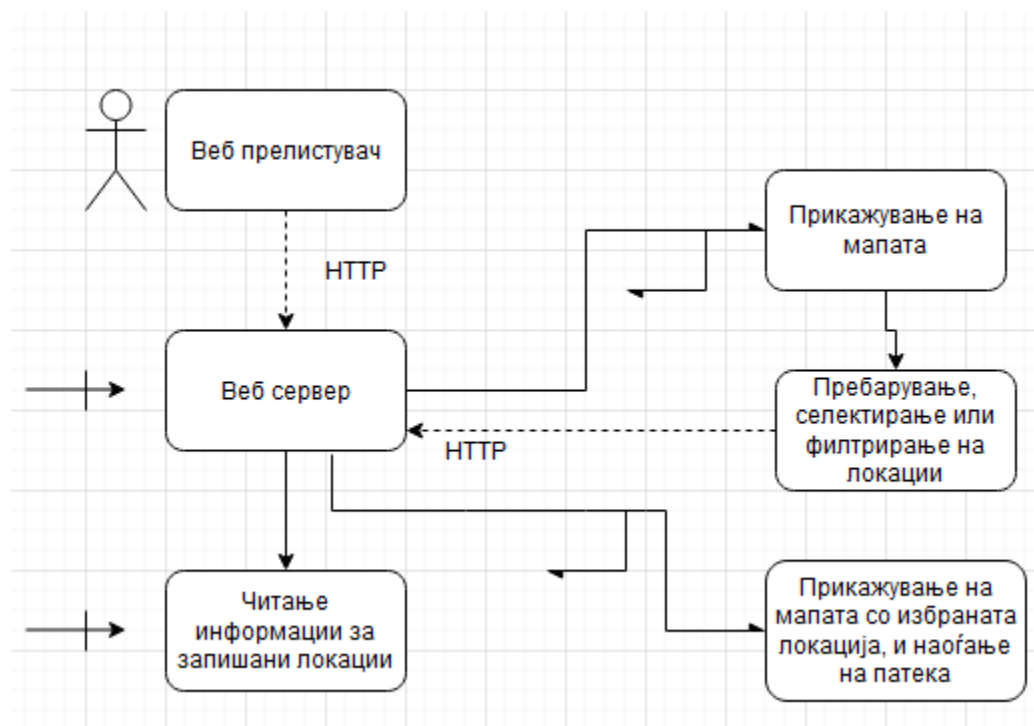 Веб прелистувач
HTTP
Прикажување на
мапата
Веб сервер
Пребарување,
селектирање или
филтрирање на
локации
HTTP
Читање
информации за
запишани локации
Прикажување на
мапата со избраната
локација, и наоѓање
на патека